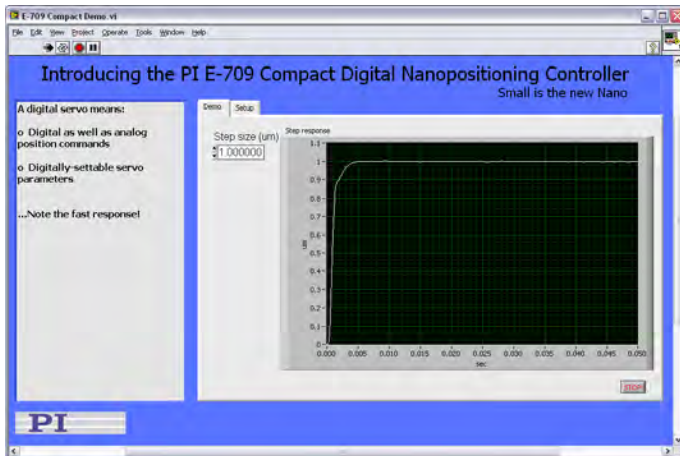 E-709 Compact Demo.vi
File Edit View Project Operate Tools Window Help
Introducing the PI E-709 Compact Digital Nanopositioning Controller
Small is the new Nano
A digital servo means:
o Digital as well as analog
position commands
o Digitally-settable servo
parameters
...Note the fast response!
Demo Setup
Step size (um)
1.000000
Step response
1.1-
1-
0.9-
0.8-
0.7-
0.6-
0.5-
0.4-
0.3-
0.2-
0.1-
0-
um
0.000 0.005 0.010 0.015 0.020 0.025 0.030 0.035 0.040 0.045 0.050
sec
STOP
PI